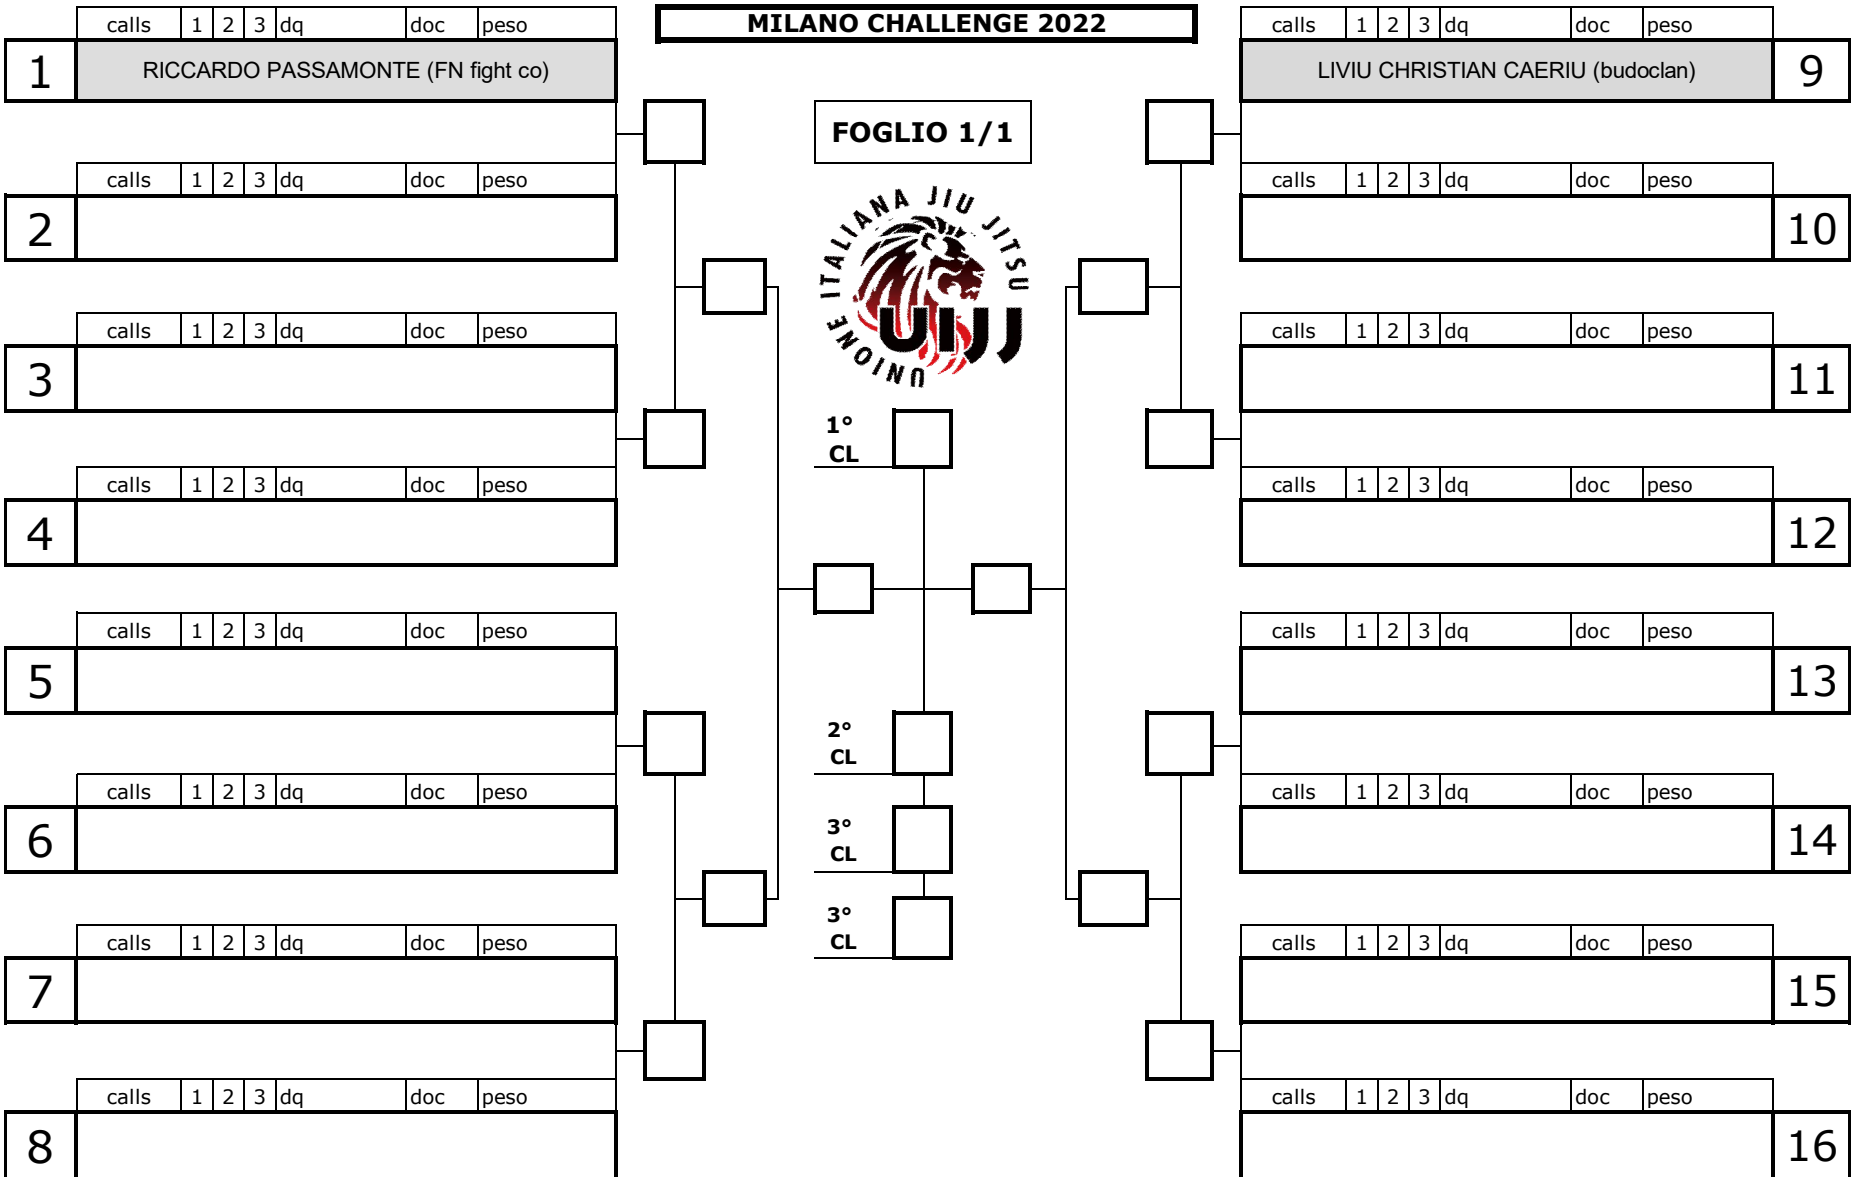 calls 1 2 3 dq doc peso
MILANO CHALLENGE 2022
calls 1 2 3 dq doc peso
1 RICCARDO PASSAMONTE (FN fight co)
LIVIU CHRISTIAN CAERIU (budoclan) 9
FOGLIO 1/1
calls 1 2 3 dq doc peso
calls 1 2 3 dq doc peso
2
10
UNIONE ITALIANA JIU JITSU
UIJJ
calls 1 2 3 dq doc peso
calls 1 2 3 dq doc peso
3
11
1°
CL
calls 1 2 3 dq doc peso
calls 1 2 3 dq doc peso
4
12
calls 1 2 3 dq doc peso
calls 1 2 3 dq doc peso
5
13
2°
CL
calls 1 2 3 dq doc peso
calls 1 2 3 dq doc peso
6
14
3°
CL
3°
CL
calls 1 2 3 dq doc peso
calls 1 2 3 dq doc peso
7
15
calls 1 2 3 dq doc peso
calls 1 2 3 dq doc peso
8
16